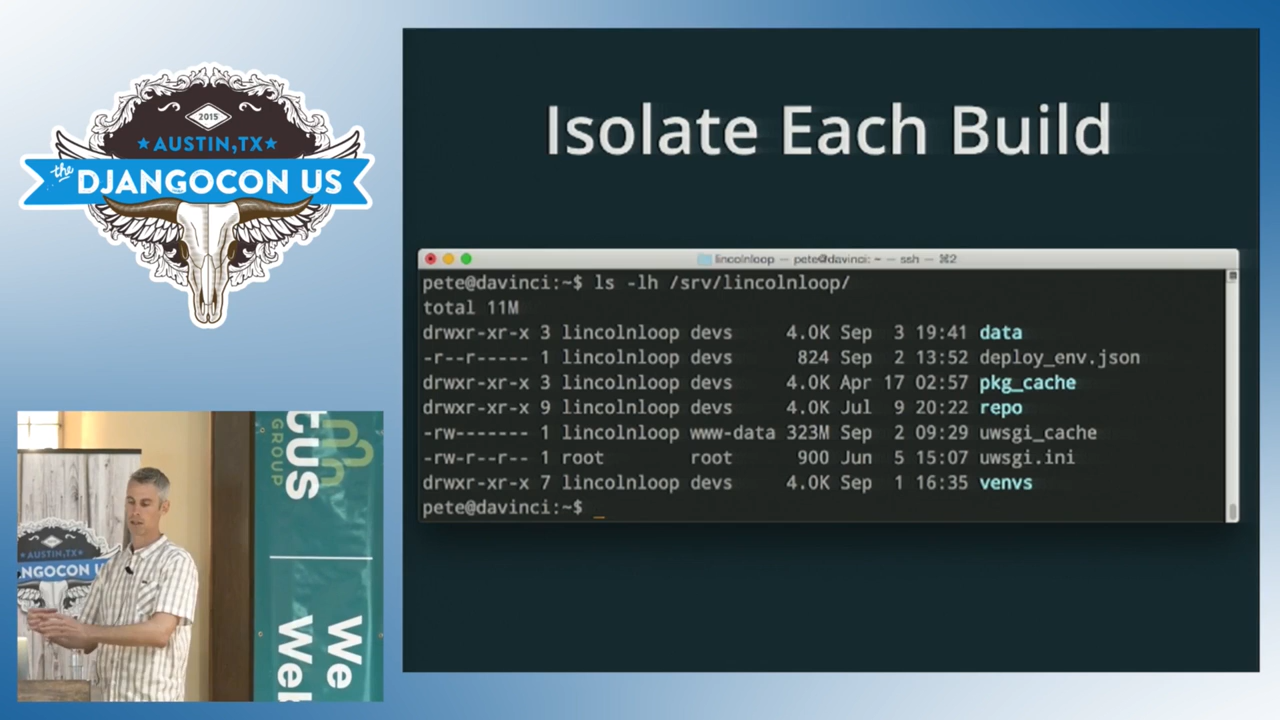 2015
AUSTIN, TX
the
DJANGOCON US
Isolate Each Build
lincolnloop — pete@davinci: ~ — ssh — ⌘2
pete@davinci:~$ ls -lh /srv/lincolnloop/
total 11M
drwxr-xr-x 3 lincolnloop devs 4.0K Sep 3 19:41 data
-r--r----- 1 lincolnloop devs 824 Sep 2 13:52 deploy_env.json
drwxr-xr-x 3 lincolnloop devs 4.0K Apr 17 02:57 pkg_cache
drwxr-xr-x 9 lincolnloop devs 4.0K Jul 9 20:22 repo
-rw------- 1 lincolnloop www-data 323M Sep 2 09:29 uwsgi_cache
-rw-r--r-- 1 root root 900 Jun 5 15:07 uwsgi.ini
drwxr-xr-x 7 lincolnloop devs 4.0K Sep 1 16:35 venvs
pete@davinci:~$ _
GROUP
We
AUSTIN, TX